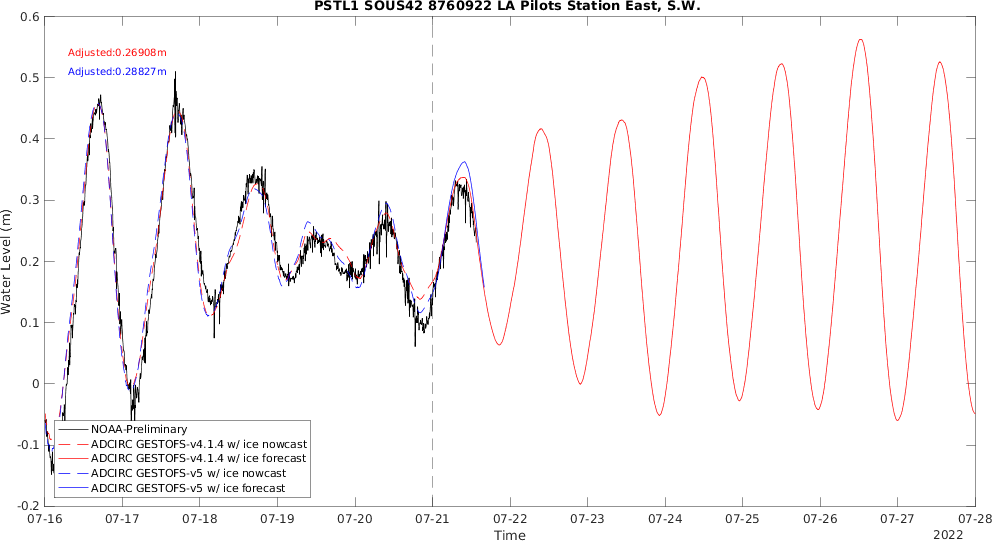 PSTL1 SOUS42 8760922 LA Pilots Station East, S.W.
0.6
Adjusted:0.26908m
Adjusted:0.28827m
0.5
0.4
0.3
0.2
0.1
0
-0.1
-0.2
Water Level (m)
NOAA-Preliminary
ADCIRC GESTOFS-v4.1.4 w/ ice nowcast
ADCIRC GESTOFS-v4.1.4 w/ ice forecast
ADCIRC GESTOFS-v5 w/ ice nowcast
ADCIRC GESTOFS-v5 w/ ice forecast
07-16 07-17 07-18 07-19 07-20 07-21 07-22 07-23 07-24 07-25 07-26 07-27 07-28
Time
2022